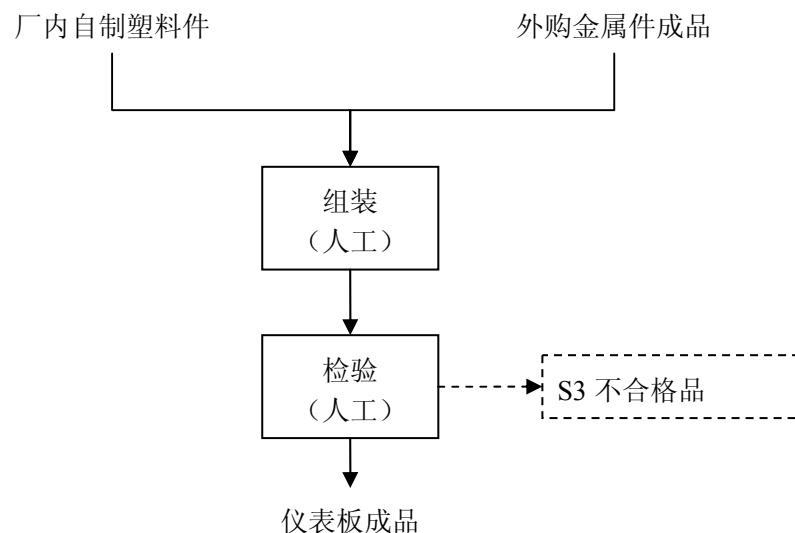 厂内自制塑料件
外购金属件成品
组装
（人工）
检验
（人工）
S3 不合格品
仪表板成品